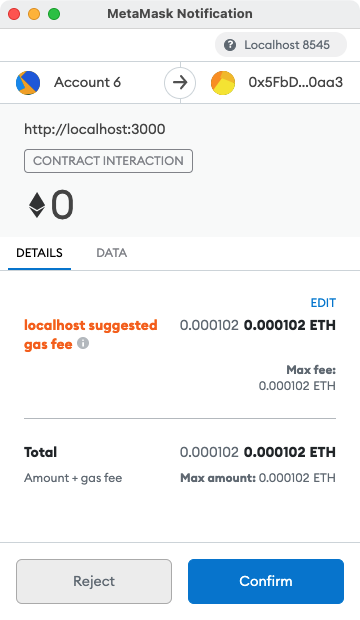 MetaMask Notification
Localhost 8545
Account 6
0x5FbD...0aa3
http://localhost:3000
CONTRACT INTERACTION
0
DETAILS
DATA
EDIT
localhost suggested gas fee
0.000102 0.000102 ETH
Max fee:
0.000102 ETH
Total
0.000102 0.000102 ETH
Amount + gas fee
Max amount: 0.000102 ETH
Reject
Confirm